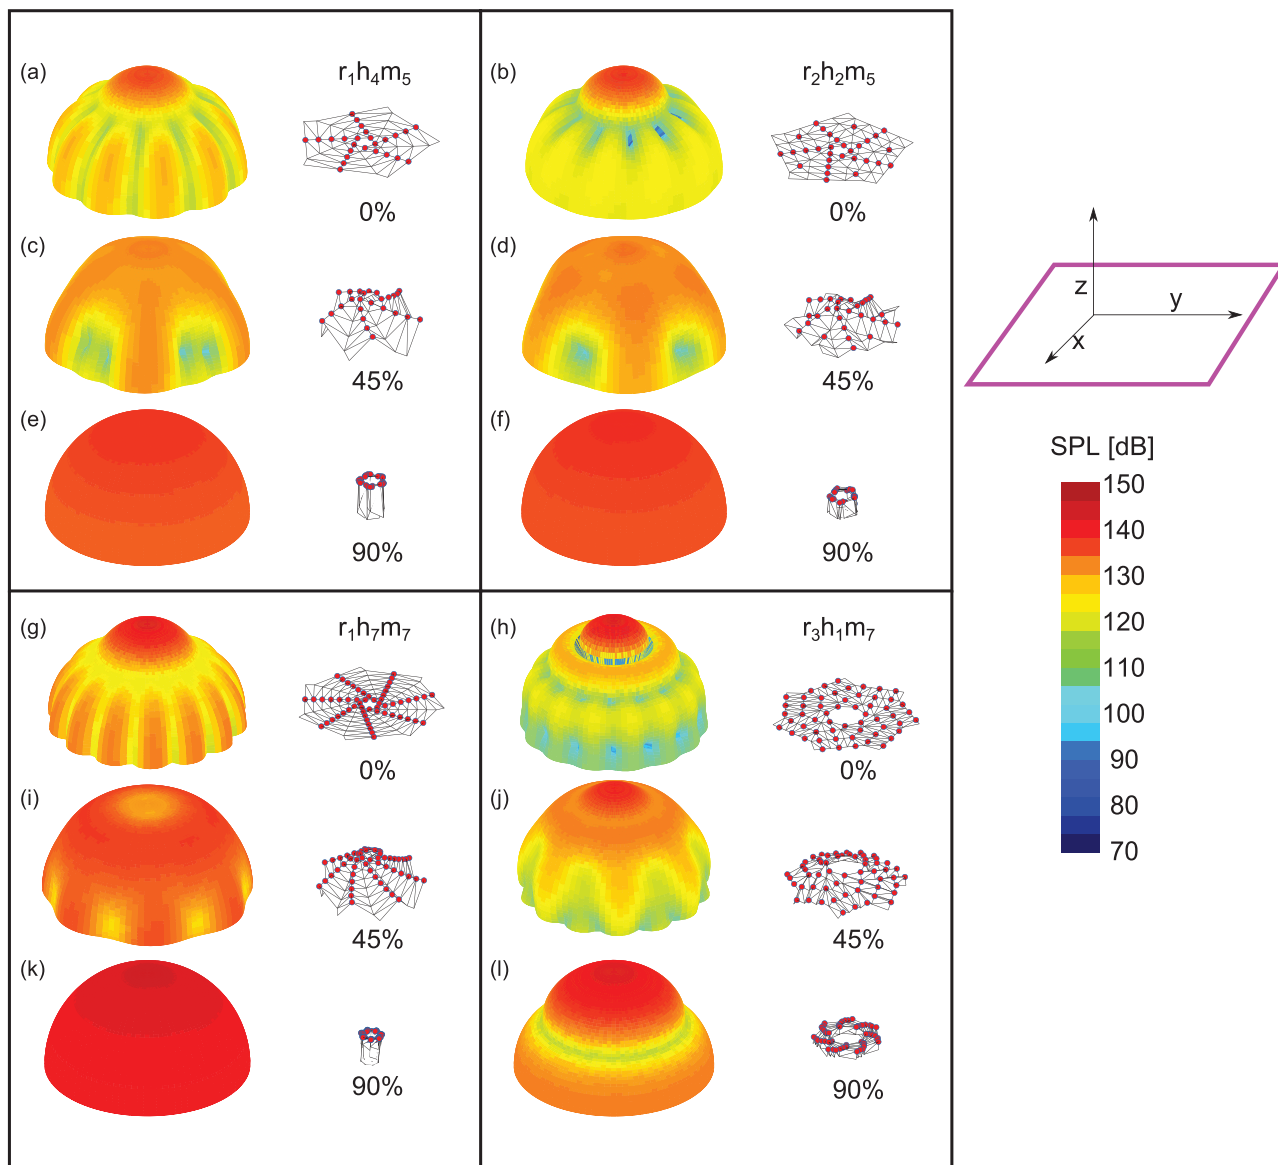 (a) r₁h₄m₅
0%
(b) r₂h₂m₅
0%
(c)
45%
(d)
45%
(e)
90%
(f)
90%
(g) r₁h₇m₇
0%
(h) r₃h₁m₇
0%
(i)
45%
(j)
45%
(k)
90%
(l)
90%
z
y
x
SPL [dB]
150
140
130
120
110
100
90
80
70